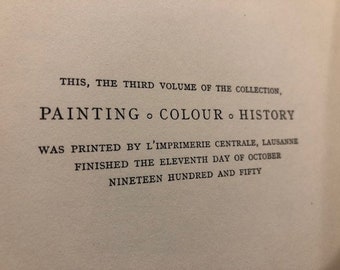 THIS, THE THIRD VOLUME OF THE COLLECTION,
PAINTING ∘ COLOUR ∘ HISTORY
WAS PRINTED BY L'IMPRIMERIE CENTRALE, LAUSANNE
FINISHED THE ELEVENTH DAY OF OCTOBER
NINETEEN HUNDRED AND FIFTY